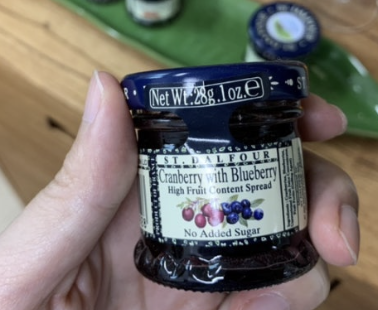 Net Wt. 28g.1oz.℮
ST. DALFOUR
Cranberry with Blueberry
High Fruit Content Spread
No Added Sugar